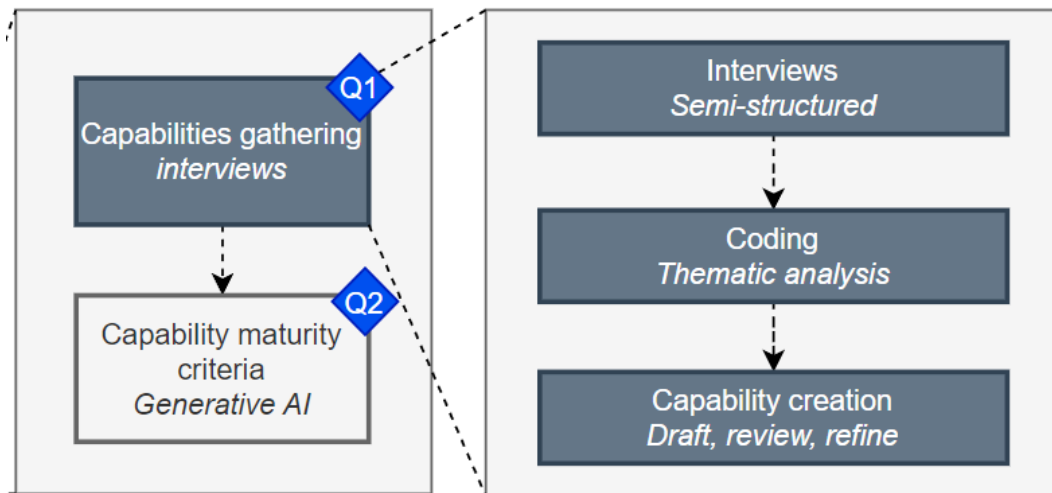 Q1
Capabilities gathering
interviews
Q2
Capability maturity
criteria
Generative AI
Interviews
Semi-structured
Coding
Thematic analysis
Capability creation
Draft, review, refine